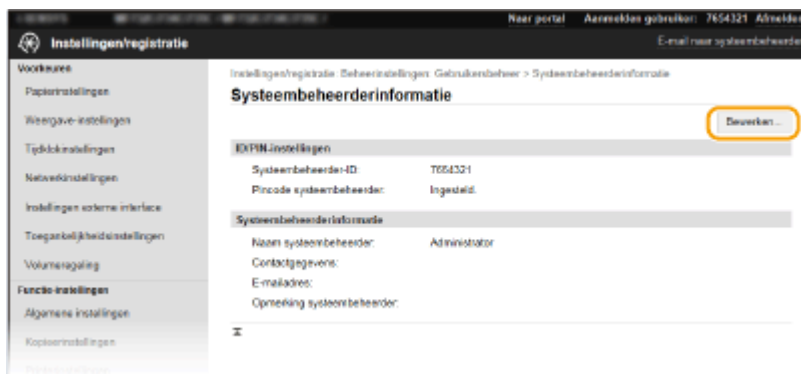 Naar portal Aanmelden gebruiker: 7654321 Afmelden
Instellingen/registratie
E-mail naar systeembeheerder
Voorkeuren
Papierinstellingen
Weergave-instellingen
Tijdklokinstellingen
Netwerkinstellingen
Instellingen externe interface
Toegankelijkheidsinstellingen
Volumeregeling
Functie-instellingen
Algemene instellingen
Kopieerinstellingen
Instellingen/registratie: Beheerinstellingen: Gebruikersbeheer > Systeembeheerderinformatie
Systeembeheerderinformatie
Bewerken...
ID/PIN-instellingen
Systeembeheerder-ID: 7654321
Pincode systeembeheerder: Ingesteld.
Systeembeheerderinformatie
Naam systeembeheerder: Administrator
Contactgegevens:
E-mailadres:
Opmerking systeembeheerder: